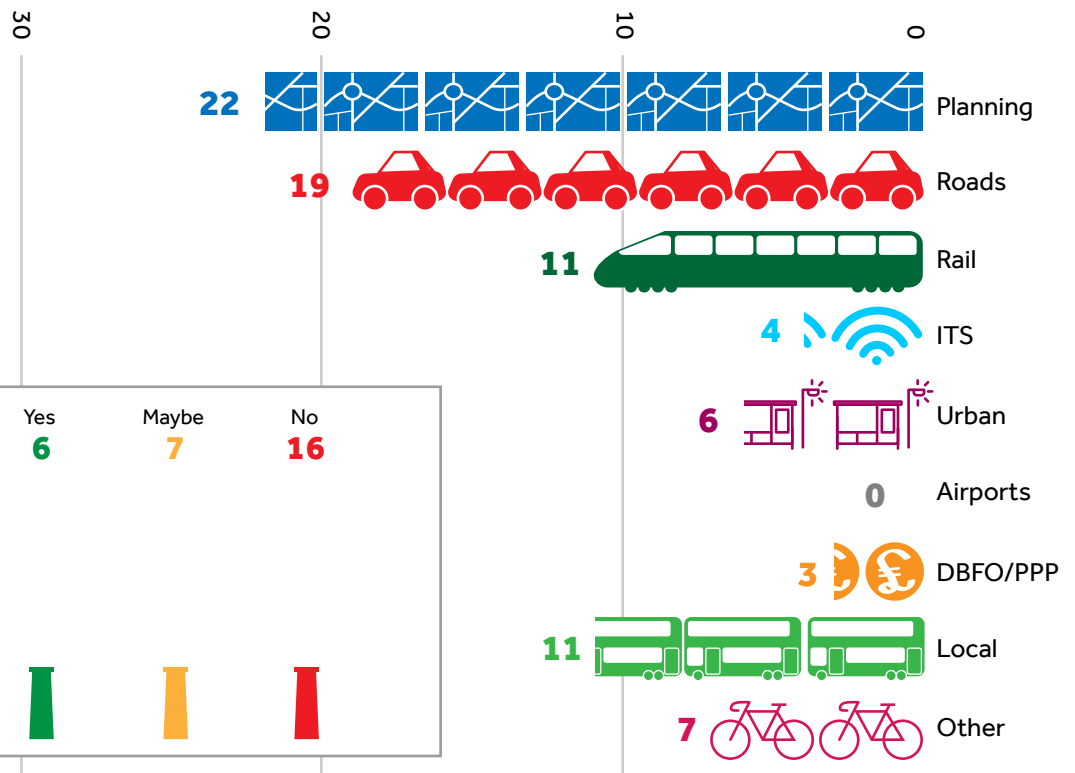 30
20
10
0
22 Planning
19 Roads
11 Rail
4 ITS
6 Urban
0 Airports
3 ££ DBFO/PPP
11 Local
7 Other
Yes Maybe No
6 7 16